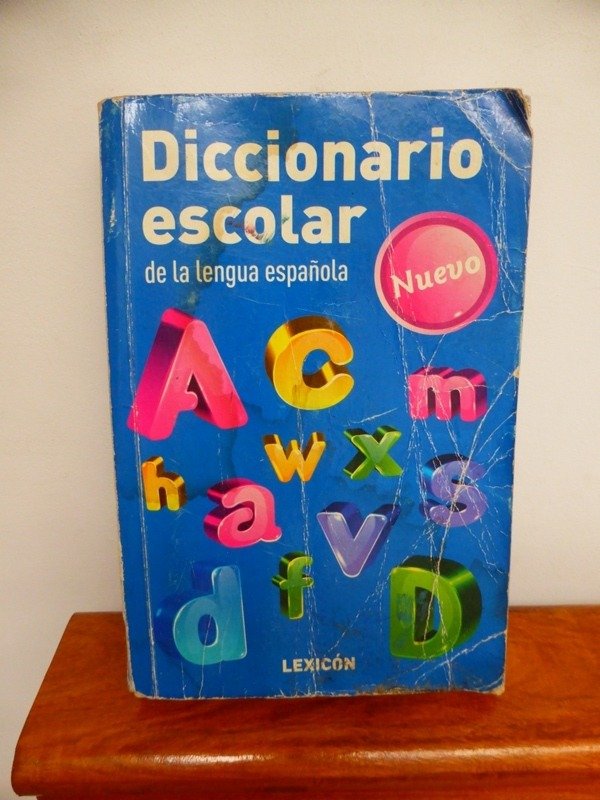 Diccionario
escolar
de la lengua española
Nuevo
A C m
h w x s
a v
d f D
LEXICÓN